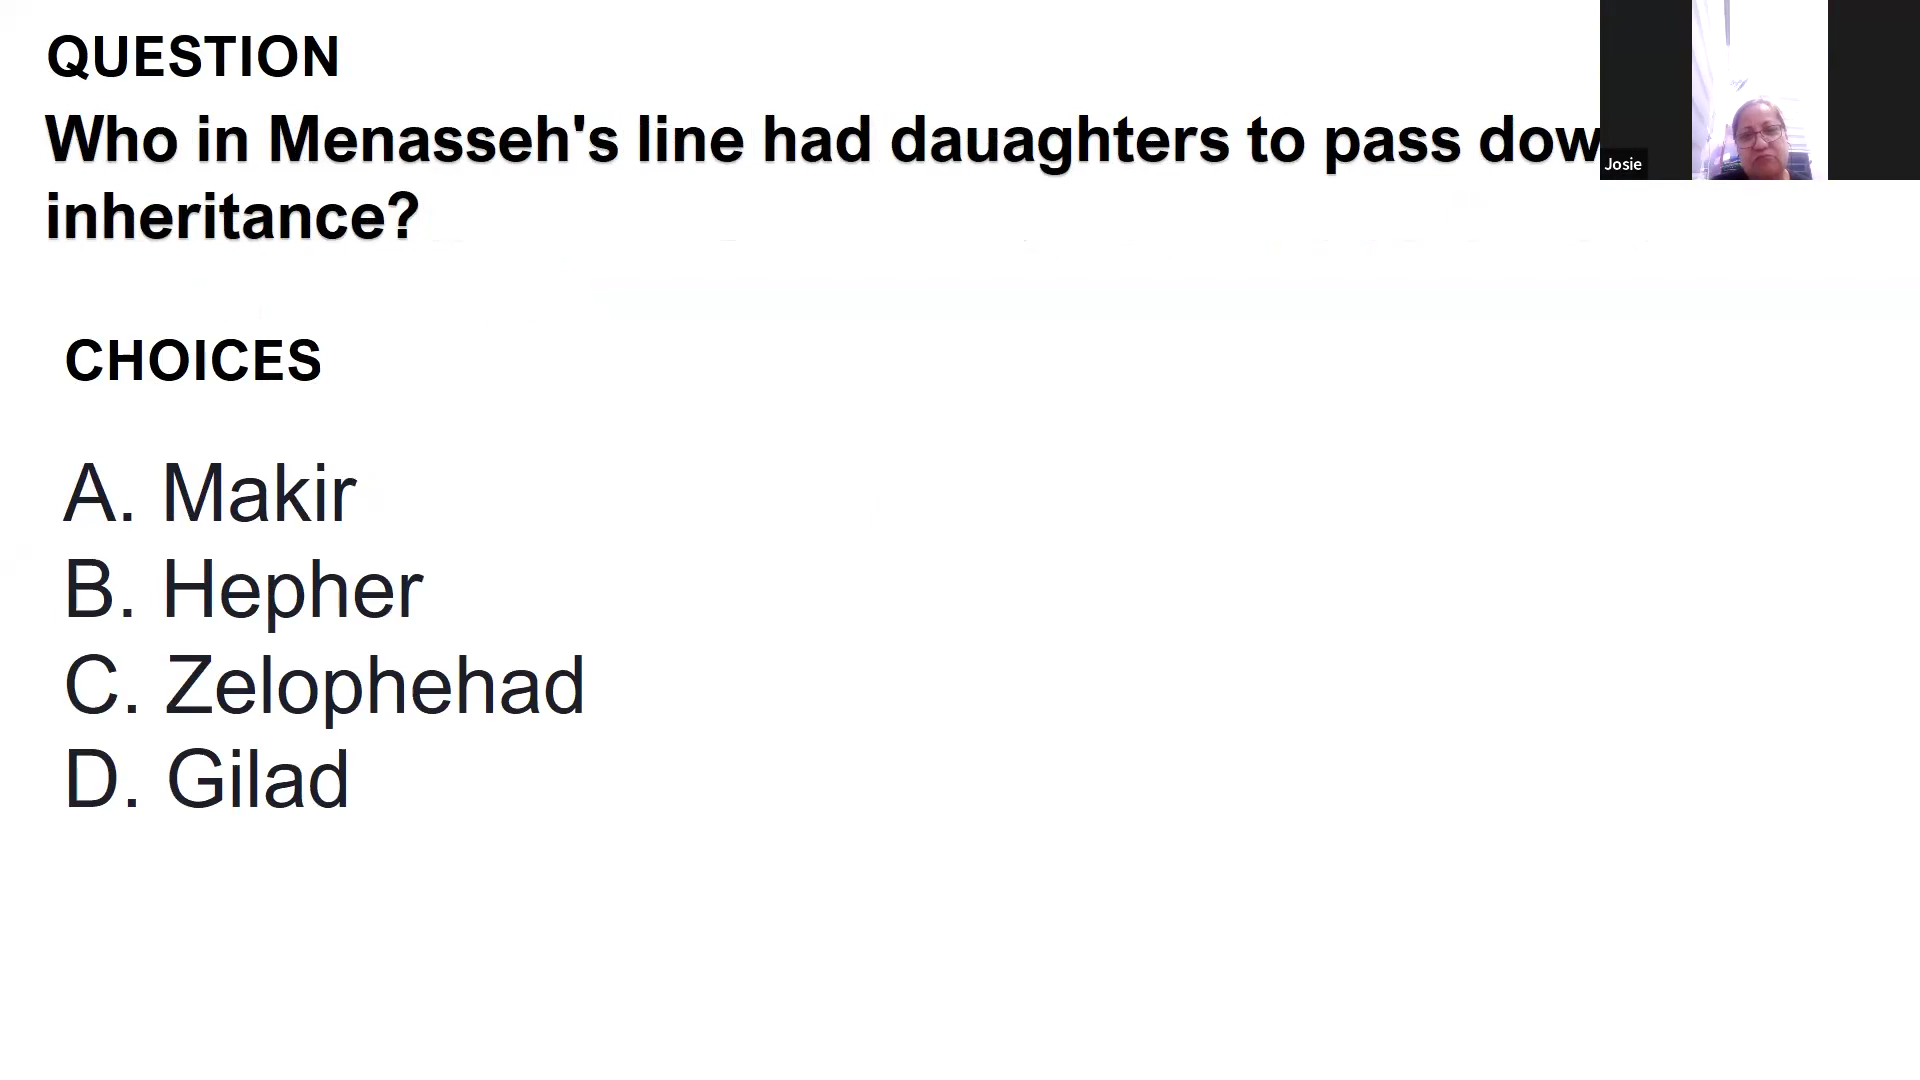 QUESTION
Who in Menasseh's line had dauaghters to pass dow
inheritance?
Josie
CHOICES
A. Makir
B. Hepher
C. Zelophehad
D. Gilad